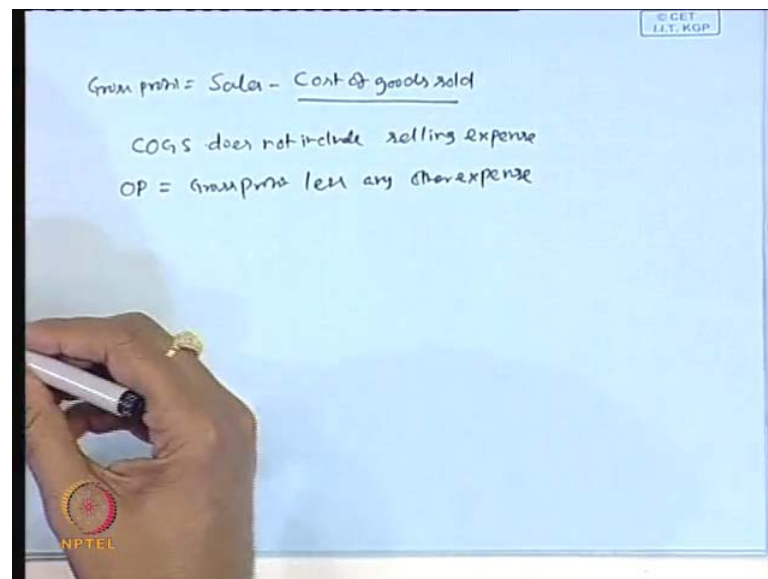 © CET
I.I.T. KGP
Gross profit = Sales - Cost of goods sold
COGS does not include selling expense
OP = Gross profit less any other expense
NPTEL